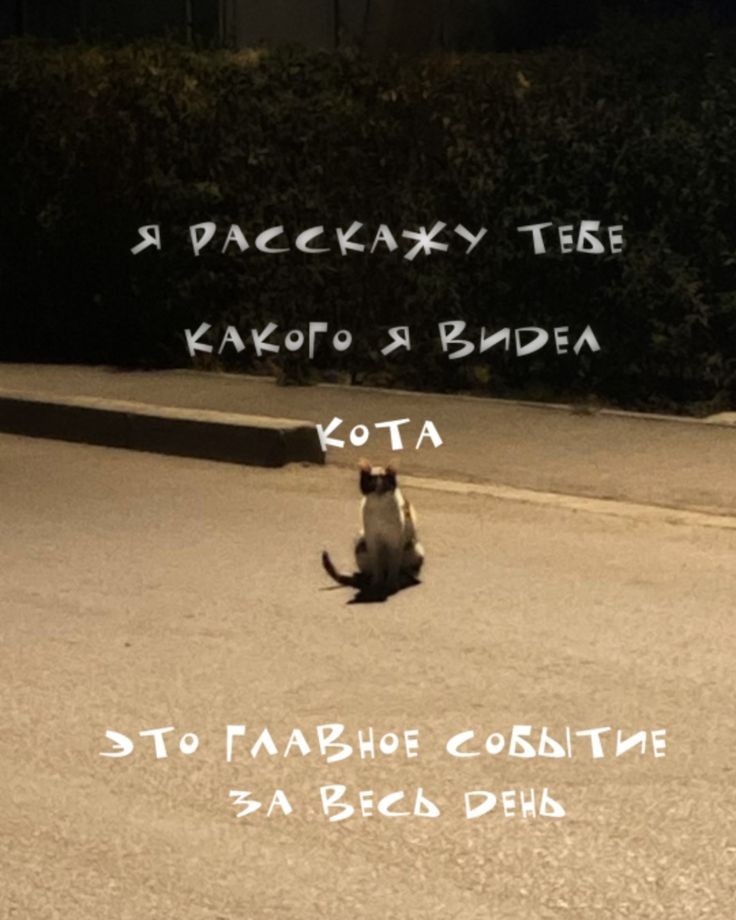 Я РАССКАЖУ ТЕБЕ
КАКОГО Я ВИДЕЛ
КОТА
ЭТО ГЛАВНОЕ СОБЫТИЕ
ЗА ВЕСЬ ДЕНЬ